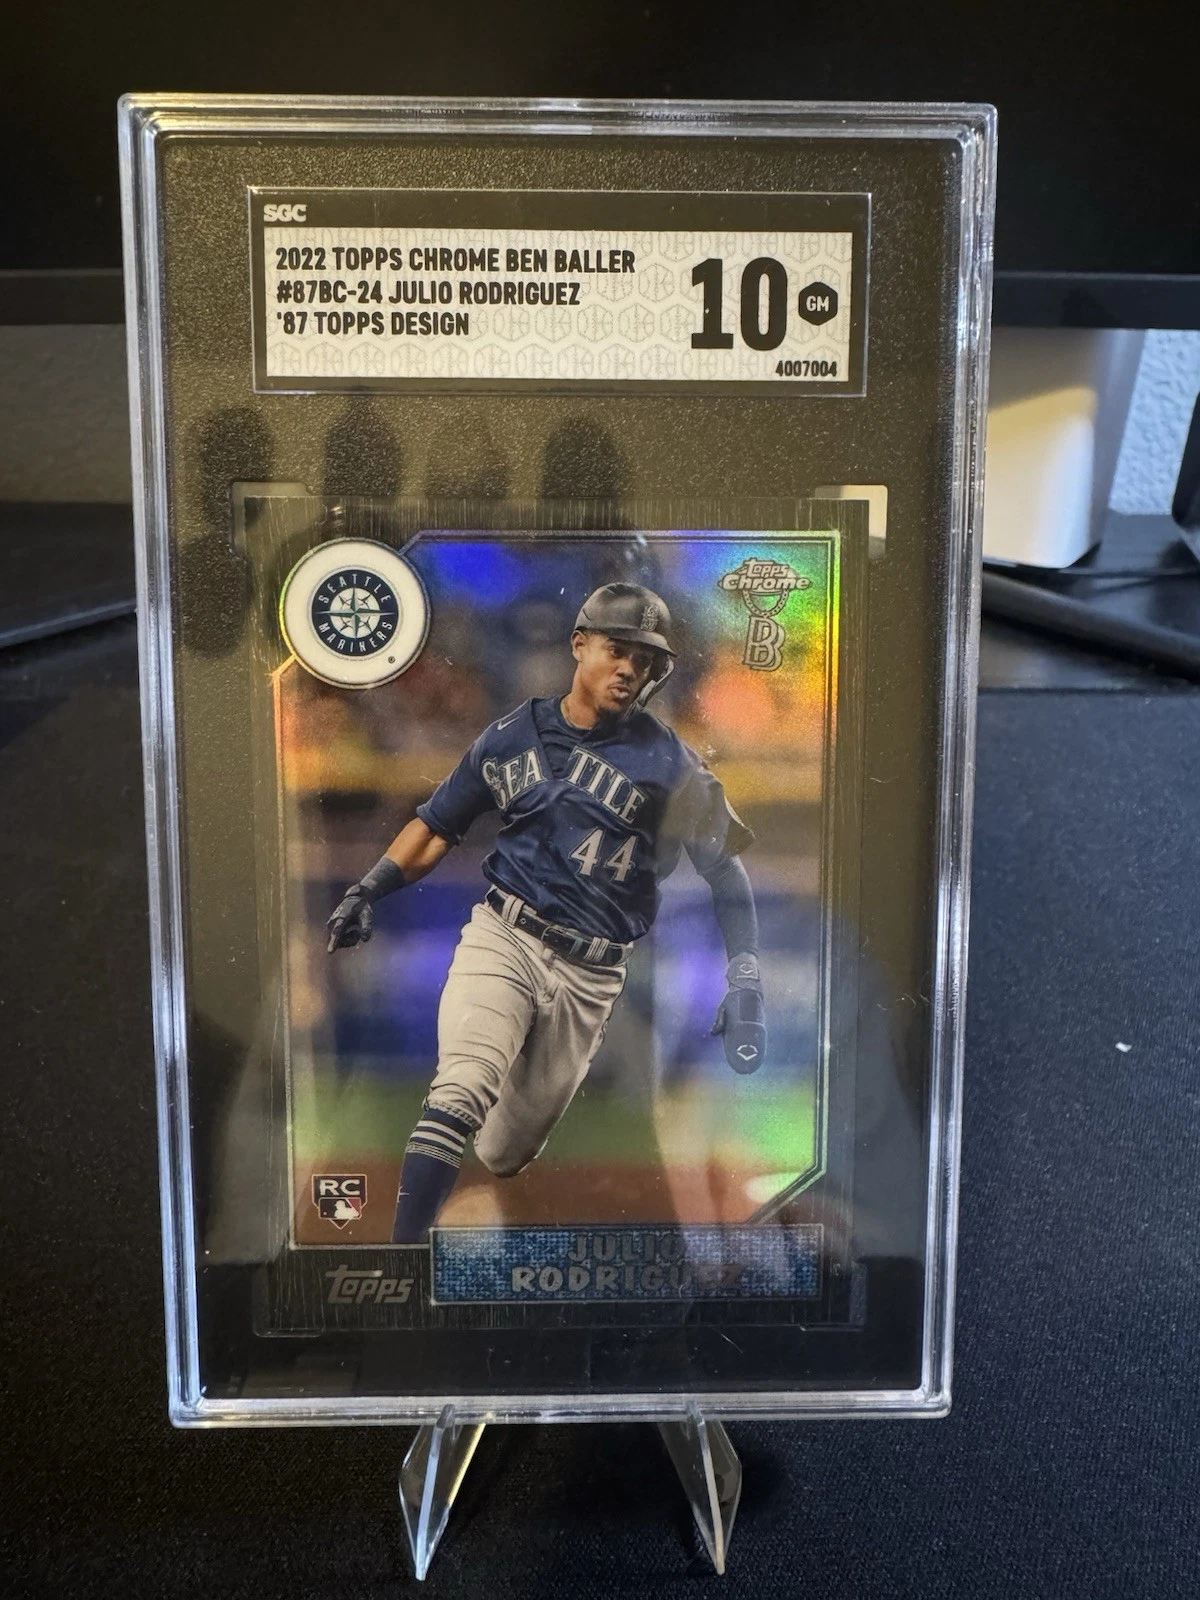 SGC
2022 TOPPS CHROME BEN BALLER
#87BC-24 JULIO RODRIGUEZ
'87 TOPPS DESIGN
10 GM
4007004
SEATTLE
MARINERS
®
Topps
Chrome
B
SEATTLE
44
RC
Topps
JULIO
RODRIGUEZ